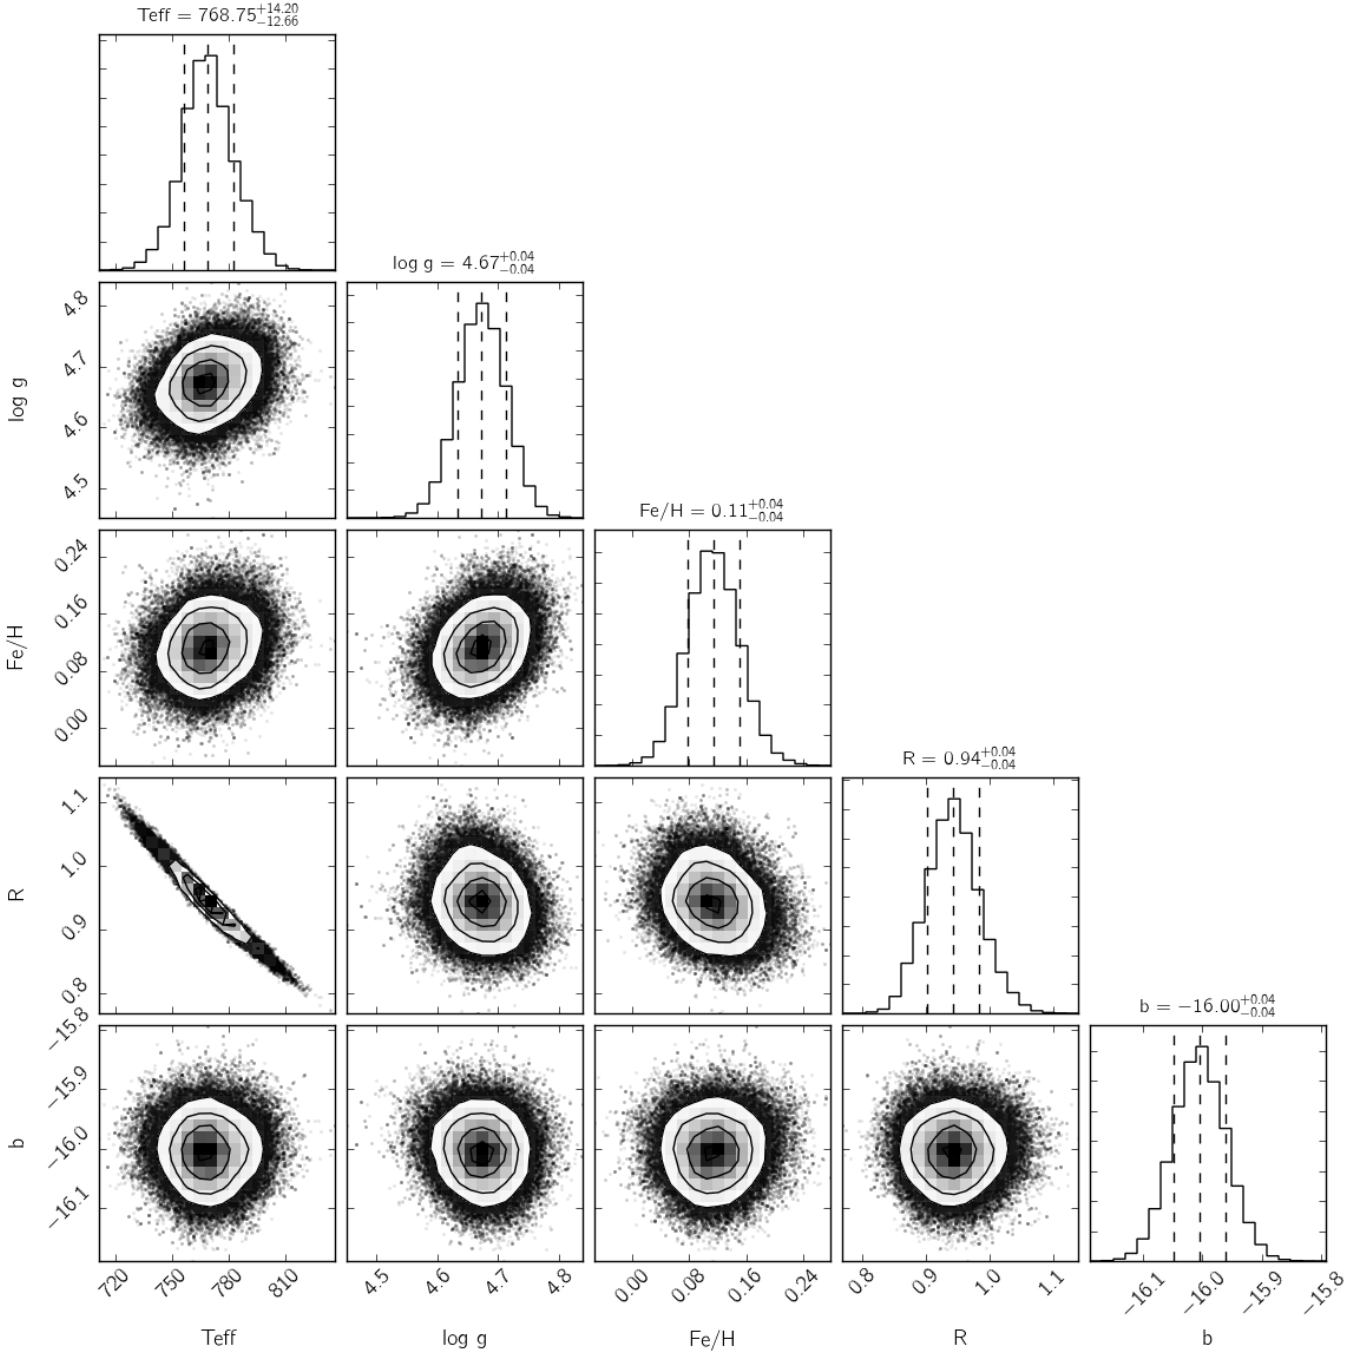 Teff = 768.75+14.20 −12.66
log g = 4.67+0.04 −0.04
4.8
4.7
4.6
4.5
log g
Fe/H = 0.11+0.04 −0.04
0.24
0.16
0.08
0.00
Fe/H
R = 0.94+0.04 −0.04
1.1
1.0
0.9
0.8
R
b = −16.00+0.04 −0.04
−15.8
−15.9
−16.0
−16.1
b
720 750 780 810 4.5 4.6 4.7 4.8 0.00 0.08 0.16 0.24 0.8 0.9 1.0 1.1 −16.1 −16.0 −15.9 −15.8
Teff log g Fe/H R b